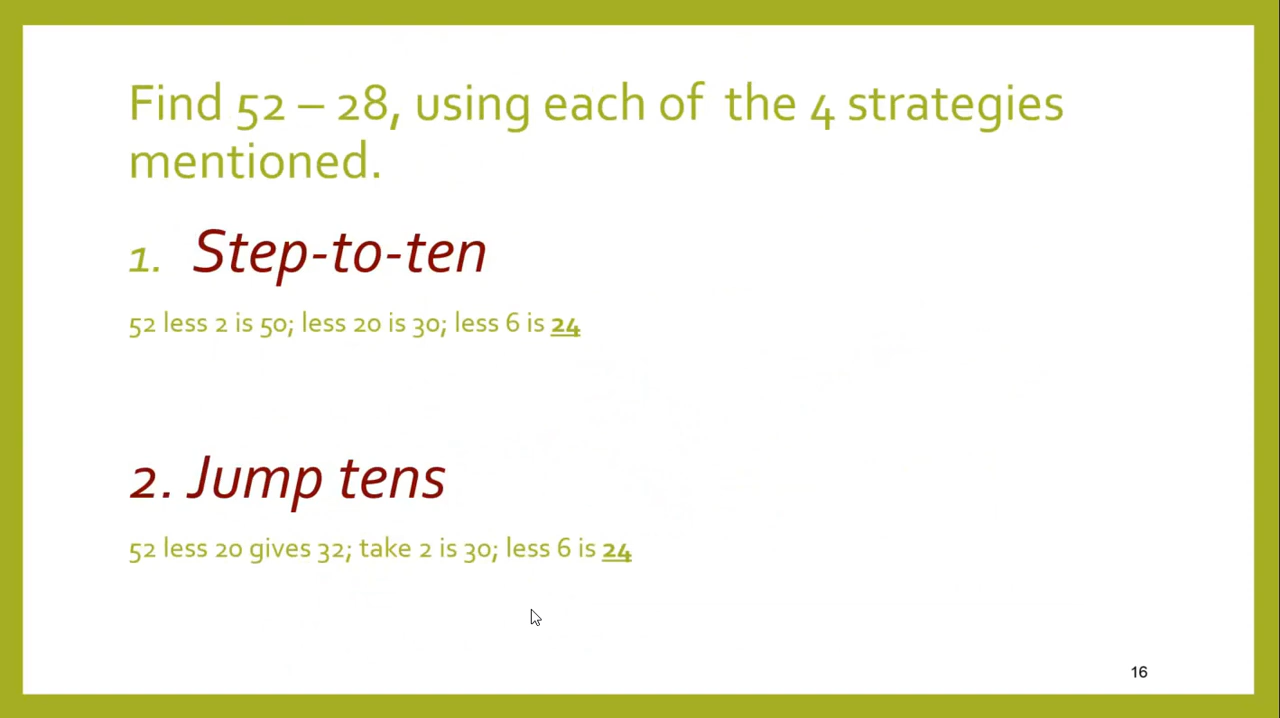 Find 52 – 28, using each of the 4 strategies
mentioned.
1. Step-to-ten
52 less 2 is 50; less 20 is 30; less 6 is 24
2. Jump tens
52 less 20 gives 32; take 2 is 30; less 6 is 24
16